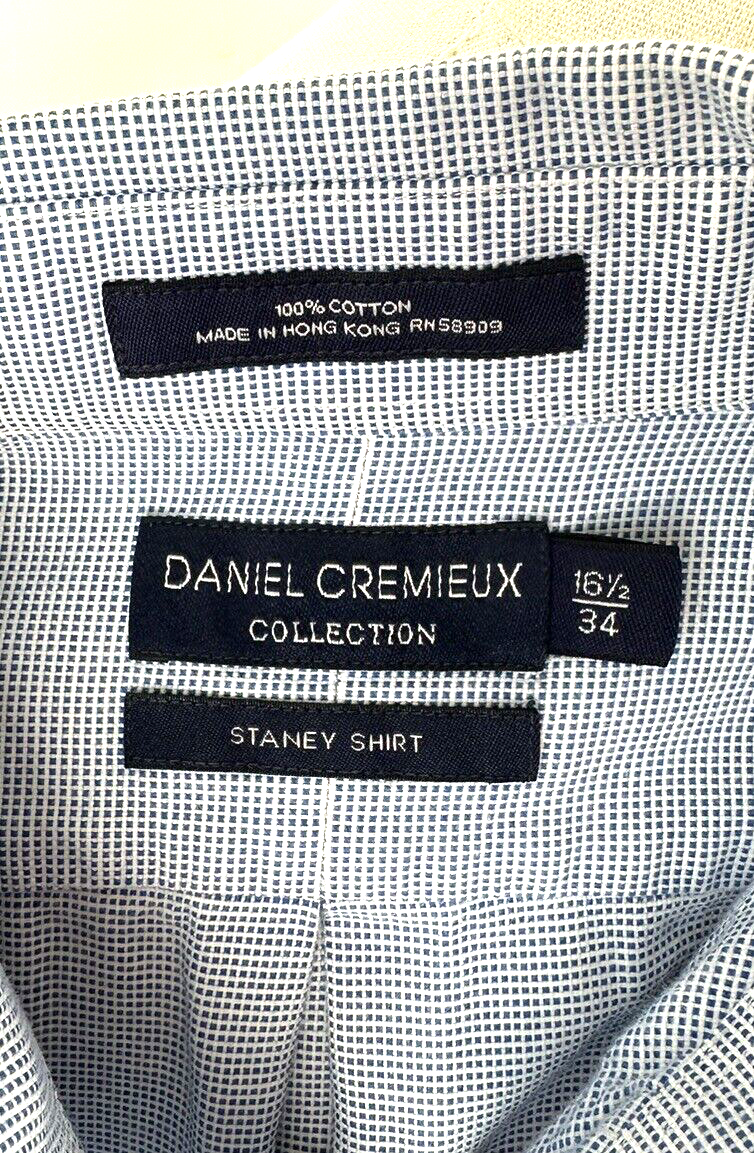 100% COTTON
MADE IN HONG KONG RN58909
DANIEL CREMIEUX
COLLECTION
16½
34
STANEY SHIRT